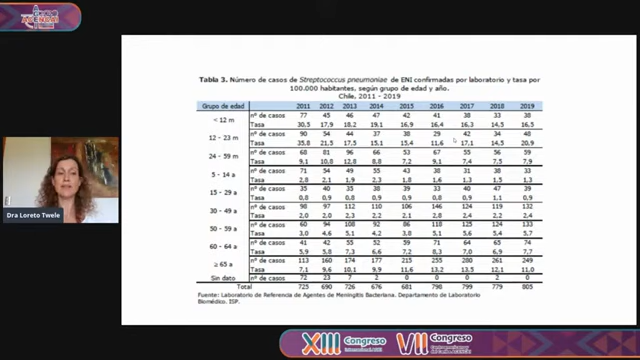 Tabla 3. Número de casos de Streptococcus pneumoniae de ENI confirmadas por laboratorio y tasa por
100.000 habitantes, según grupo de edad y año.
Chile, 2011 - 2019
Grupo de edad 2011 2012 2013 2014 2015 2016 2017 2018 2019
< 12 m nº de casos 77 45 46 47 42 41 38 33 38
Tasa 30,5 17,9 18,2 19,1 16,9 16,4 16,3 14,5 16,5
12 - 23 m nº de casos 90 54 44 37 38 29 42 34 48
Tasa 35,8 21,5 17,5 15,1 15,4 11,6 17,1 14,5 20,9
24 - 59 m nº de casos 68 81 96 66 53 67 55 56 59
Tasa 9,1 10,8 12,8 8,8 7,2 9,1 7,4 7,5 7,9
5 - 14 a nº de casos 71 54 49 55 43 38 31 38 33
Tasa 2,8 2,1 1,9 2,3 1,8 1,6 1,3 1,5 1,3
15 - 29 a nº de casos 35 40 35 38 39 33 40 47 39
Tasa 0,8 0,9 0,8 0,9 0,9 0,8 0,9 1,1 0,9
30 - 49 a nº de casos 98 97 112 110 106 146 124 119 132
Tasa 2,0 2,0 2,3 2,2 2,1 2,8 2,4 2,2 2,4
50 - 59 a nº de casos 60 94 108 92 86 118 125 124 133
Tasa 3,0 4,6 5,1 4,2 3,8 5,1 5,6 5,4 5,7
60 - 64 a nº de casos 41 42 55 52 59 71 64 65 74
Tasa 5,9 5,8 7,3 6,6 7,2 8,3 7,0 6,9 7,7
≥ 65 a nº de casos 113 160 174 177 215 255 280 261 249
Tasa 7,1 9,6 10,1 9,9 11,6 13,2 13,5 12,1 11,0
Sin dato nº de casos 72 23 7 2 0 0 0 2 0
Total 725 690 726 676 681 798 799 779 805
Fuente: Laboratorio de Referencia de Agentes de Meningitis Bacteriana. Departamento de Laboratorio
Biomédico. ISP.
Dra Loreto Twele
XIII Congreso
VII Congreso